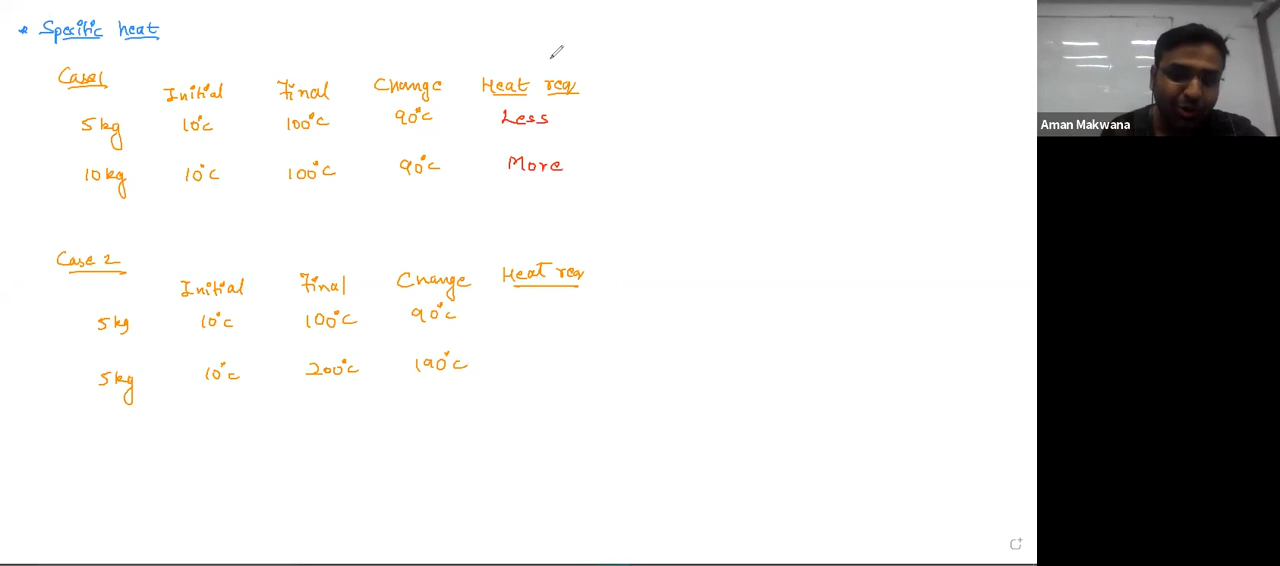 * Specific heat
Case1
Initial Final Change Heat req
5kg 10°c 100°c 90°c Less
10kg 10°c 100°c 90°c More
Case 2
Initial Final Change Heat req
5kg 10°c 100°c 90°c
5kg 10°c 200°c 190°c
Aman Makwana